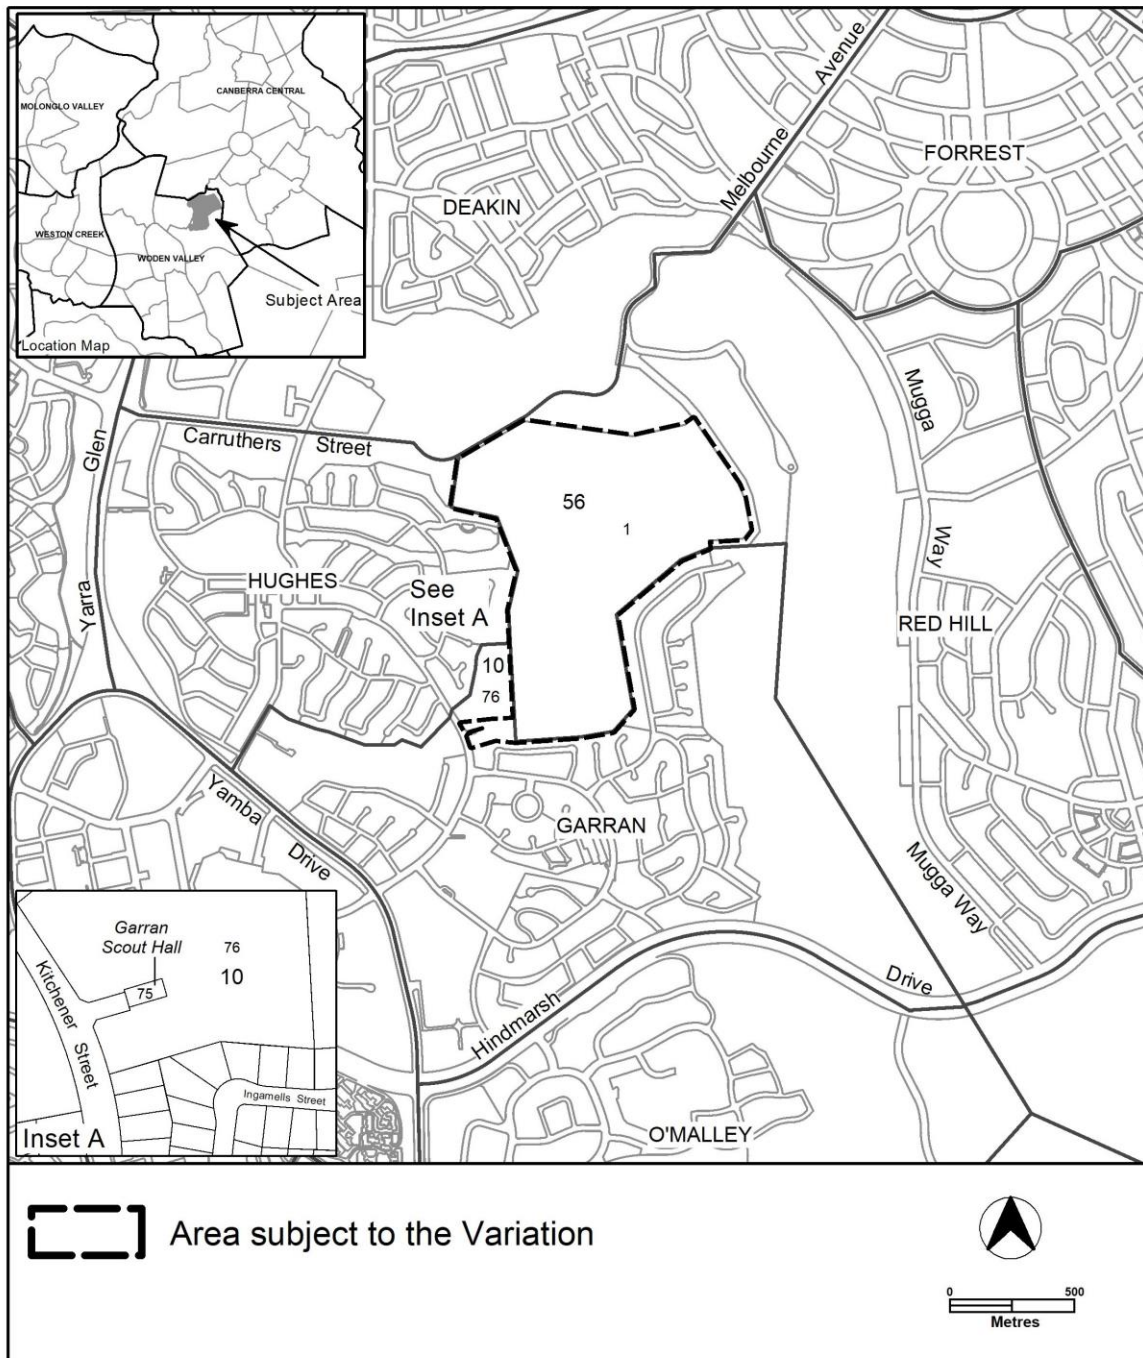 MOLONGLO VALLEY
CANBERRA CENTRAL
WESTON CREEK
WODEN VALLEY
Subject Area
Location Map
Melbourne
Avenue
FORREST
DEAKIN
Mugga
Way
Carruthers
Street
Glen
Yarra
56
1
HUGHES
See
Inset A
10
76
RED HILL
Yamba
Drive
GARRAN
Mugga Way
Hindmarsh
Drive
O'MALLEY
Garran
Scout Hall
76
10
75
Kitchener
Street
Ingamells Street
Inset A
Area subject to the Variation
0 500
Metres